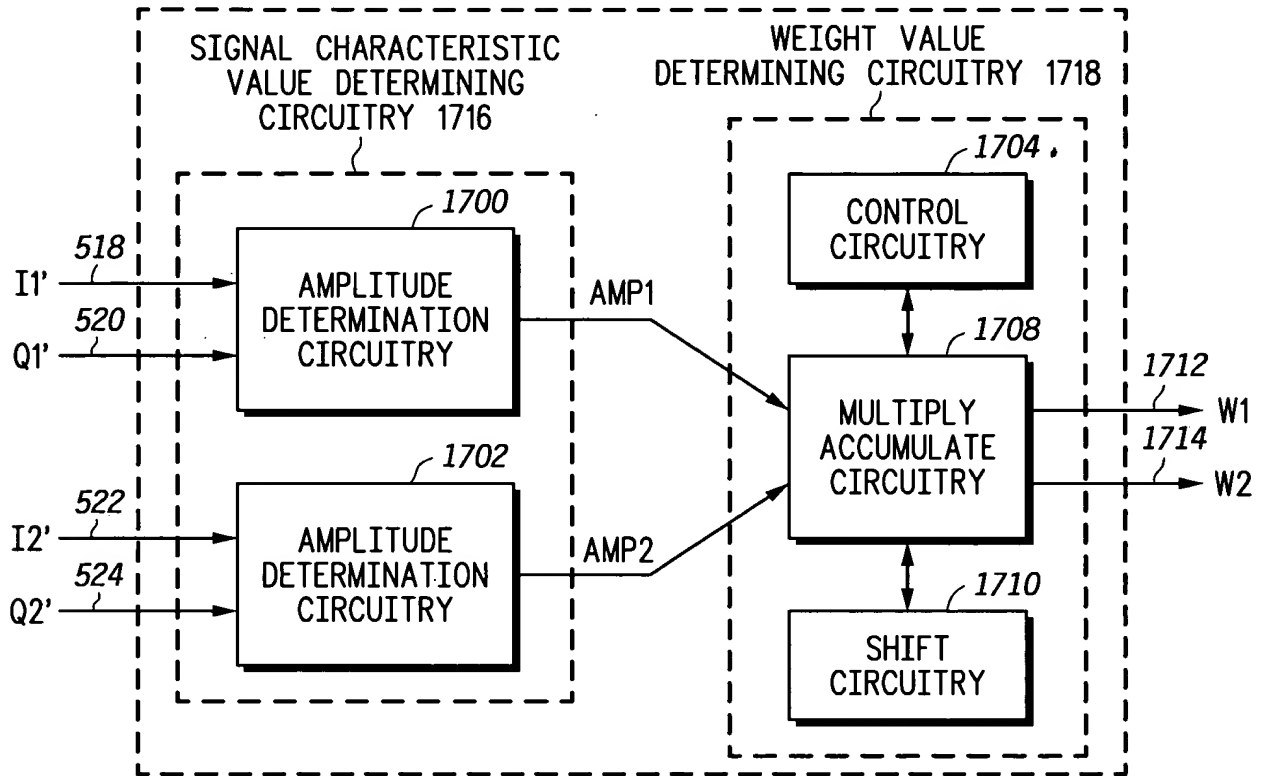 SIGNAL CHARACTERISTIC
VALUE DETERMINING
CIRCUITRY 1716
WEIGHT VALUE
DETERMINING CIRCUITRY 1718
1700
518
I1'
520
Q1'
AMPLITUDE
DETERMINATION
CIRCUITRY
AMP1
1702
522
I2'
524
Q2'
AMPLITUDE
DETERMINATION
CIRCUITRY
AMP2
1704
CONTROL
CIRCUITRY
1708
MULTIPLY
ACCUMULATE
CIRCUITRY
1712
W1
1714
W2
1710
SHIFT
CIRCUITRY